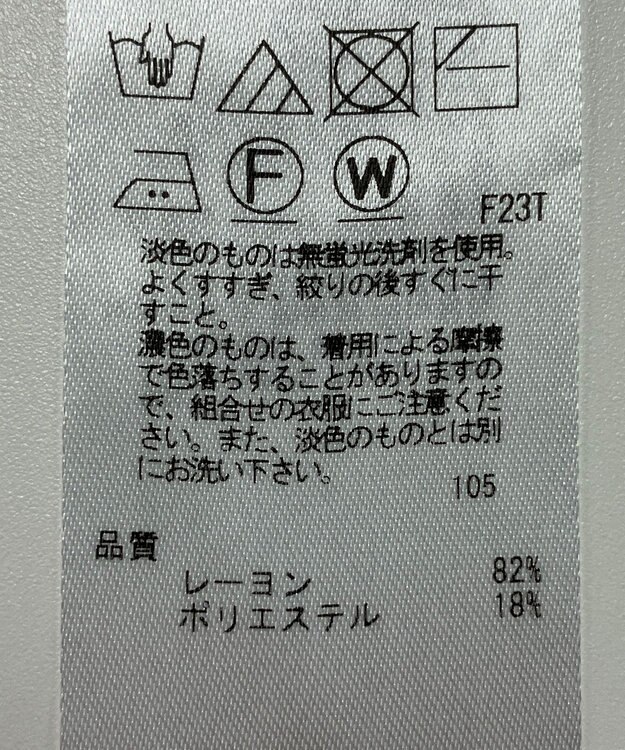 F W
F23T
淡色のものは無蛍光洗剤を使用。
よくすすぎ、絞りの後すぐに干
すこと。
濃色のものは、着用による摩擦
で色落ちすることがありますの
で、組合せの衣服にご注意くだ
さい。また、淡色のものとは別
にお洗い下さい。
105
品質
レーヨン 82%
ポリエステル 18%